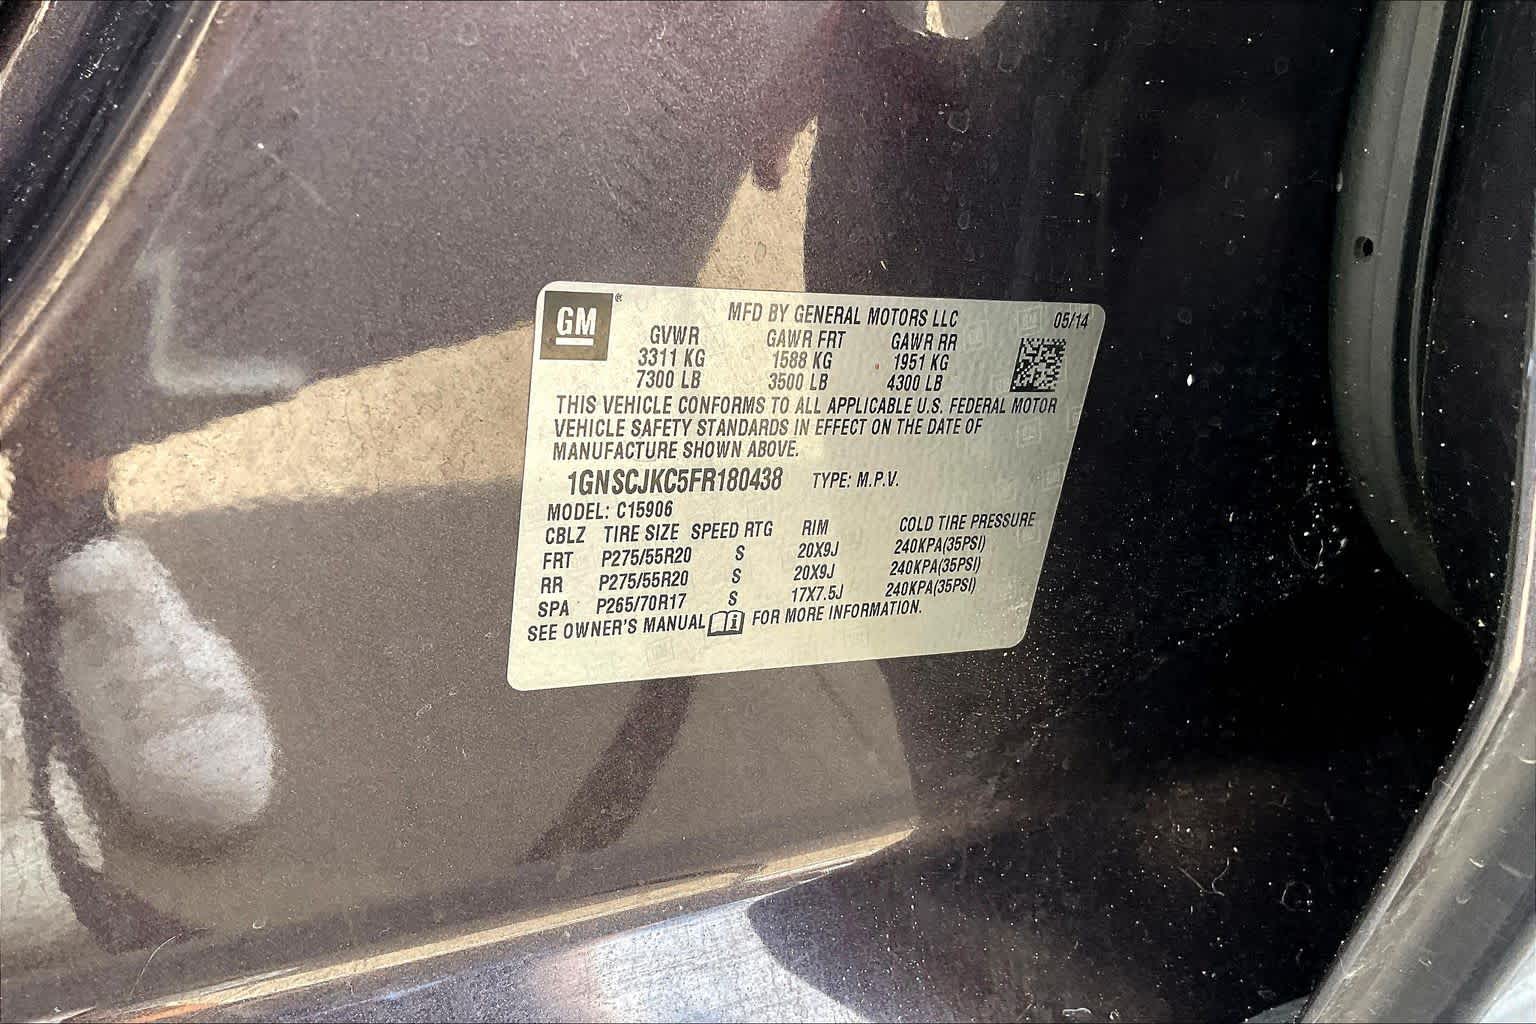 GM® MFD BY GENERAL MOTORS LLC 05/14
GVWR GAWR FRT GAWR RR
3311 KG 1588 KG 1951 KG
7300 LB 3500 LB 4300 LB
THIS VEHICLE CONFORMS TO ALL APPLICABLE U.S. FEDERAL MOTOR
VEHICLE SAFETY STANDARDS IN EFFECT ON THE DATE OF
MANUFACTURE SHOWN ABOVE.
1GNSCJKC5FR180438 TYPE: M.P.V.
MODEL: C15906
CBLZ TIRE SIZE SPEED RTG RIM COLD TIRE PRESSURE
FRT P275/55R20 S 20X9J 240KPA(35PSI)
RR P275/55R20 S 20X9J 240KPA(35PSI)
SPA P265/70R17 S 17X7.5J 240KPA(35PSI)
SEE OWNER'S MANUAL i FOR MORE INFORMATION.